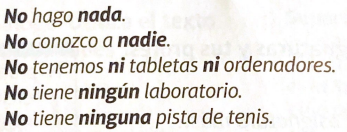 No hago nada.
No conozco a nadie.
No tenemos ni tabletas ni ordenadores.
No tiene ningún laboratorio.
No tiene ninguna pista de tenis.